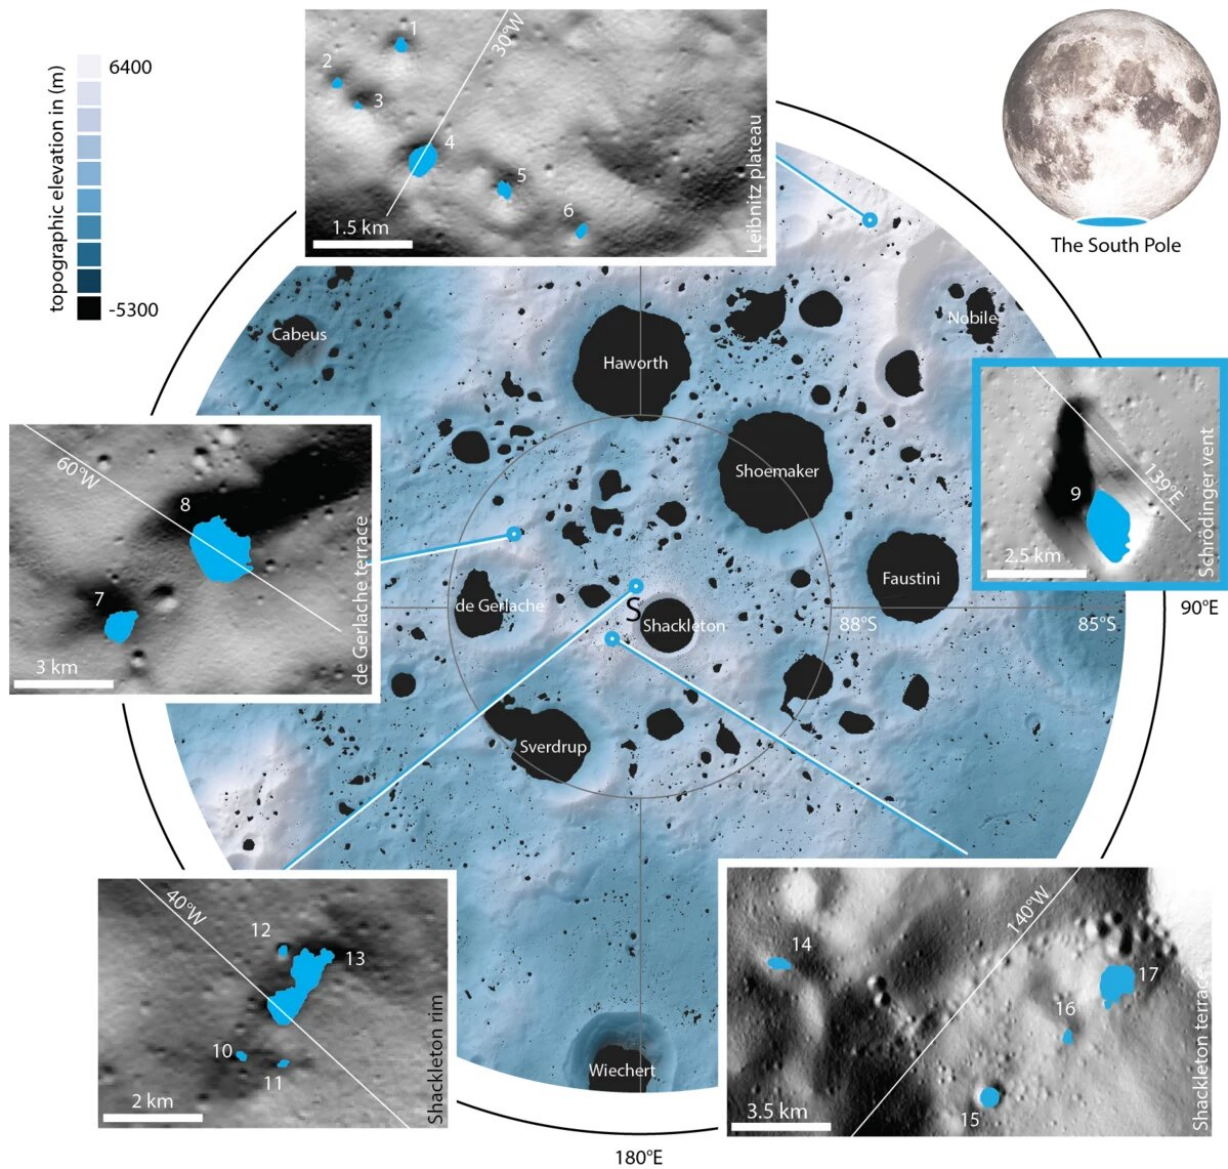 topographic elevation in (m)
6400
-5300
1
2
3
4
5
6
30°W
1.5 km
Leibnitz plateau
The South Pole
Cabeus
Haworth
Nobile
Shoemaker
Faustini
de Gerlache
S
Shackleton
88°S
85°S
90°E
Sverdrup
Wiechert
180°E
60°W
8
7
3 km
de Gerlache terrace
139°E
9
2.5 km
Schrödinger vent
40°W
12
13
10
11
2 km
Shackleton rim
140°W
14
17
16
15
3.5 km
Shackleton terrace